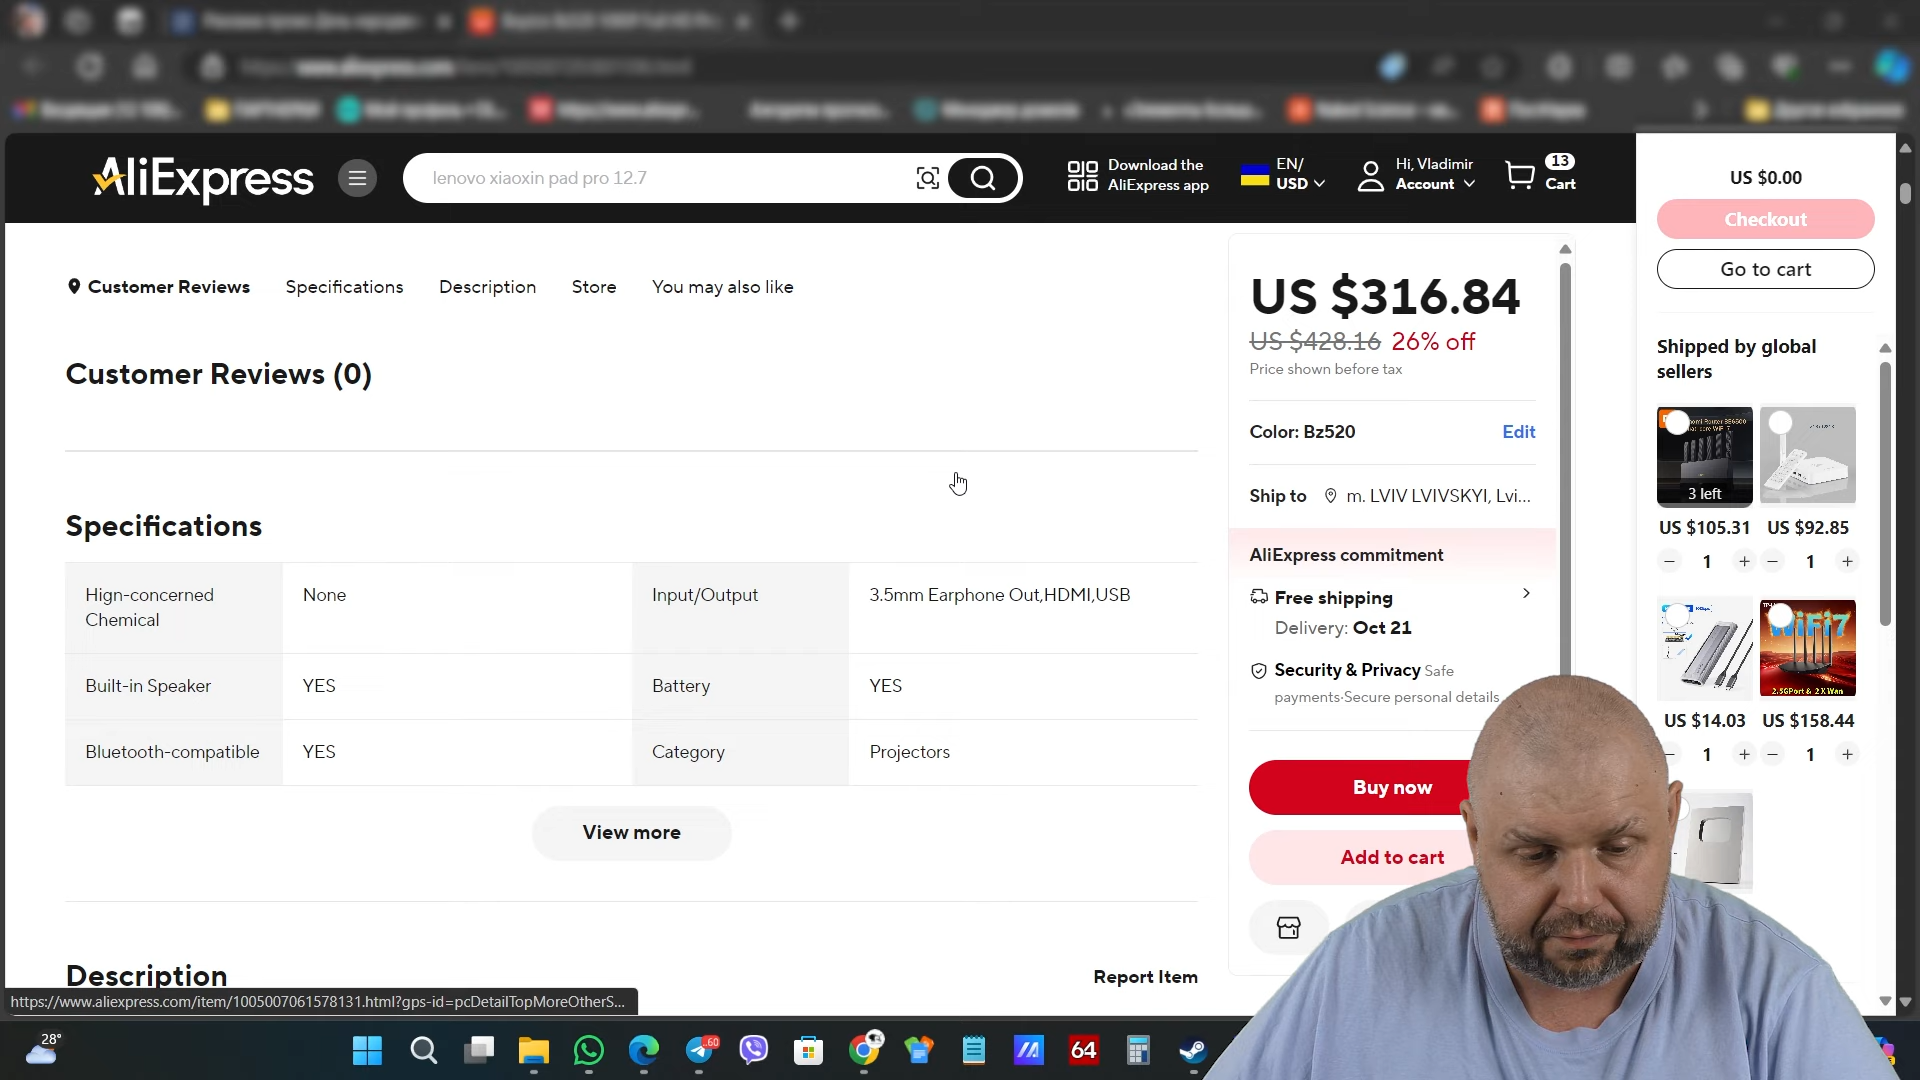 AliExpress
lenovo xiaoxin pad pro 12.7
Download the
AliExpress app
EN/
USD
Hi, Vladimir
Account
13
Cart
US $0.00
Checkout
Go to cart
Customer Reviews
Specifications
Description
Store
You may also like
US $316.84
US $428.16 26% off
Price shown before tax
Customer Reviews (0)
Color: Bz520
Edit
Ship to
m. LVIV LVIVSKYI, Lvi...
Shipped by global
sellers
3 left
US $105.31
US $92.85
1
1
Specifications
Hign-concerned
Chemical
None
Input/Output
3.5mm Earphone Out,HDMI,USB
Built-in Speaker
YES
Battery
YES
Bluetooth-compatible
YES
Category
Projectors
View more
AliExpress commitment
Free shipping
Delivery: Oct 21
Security & Privacy Safe
payments·Secure personal details
WiFi7
2.5GPort & 2XWan
US $14.03
US $158.44
1
1
Buy now
Add to cart
Description
Report Item
https://www.aliexpress.com/item/1005007061578131.html?gps-id=pcDetailTopMoreOtherS...
28°
60
64